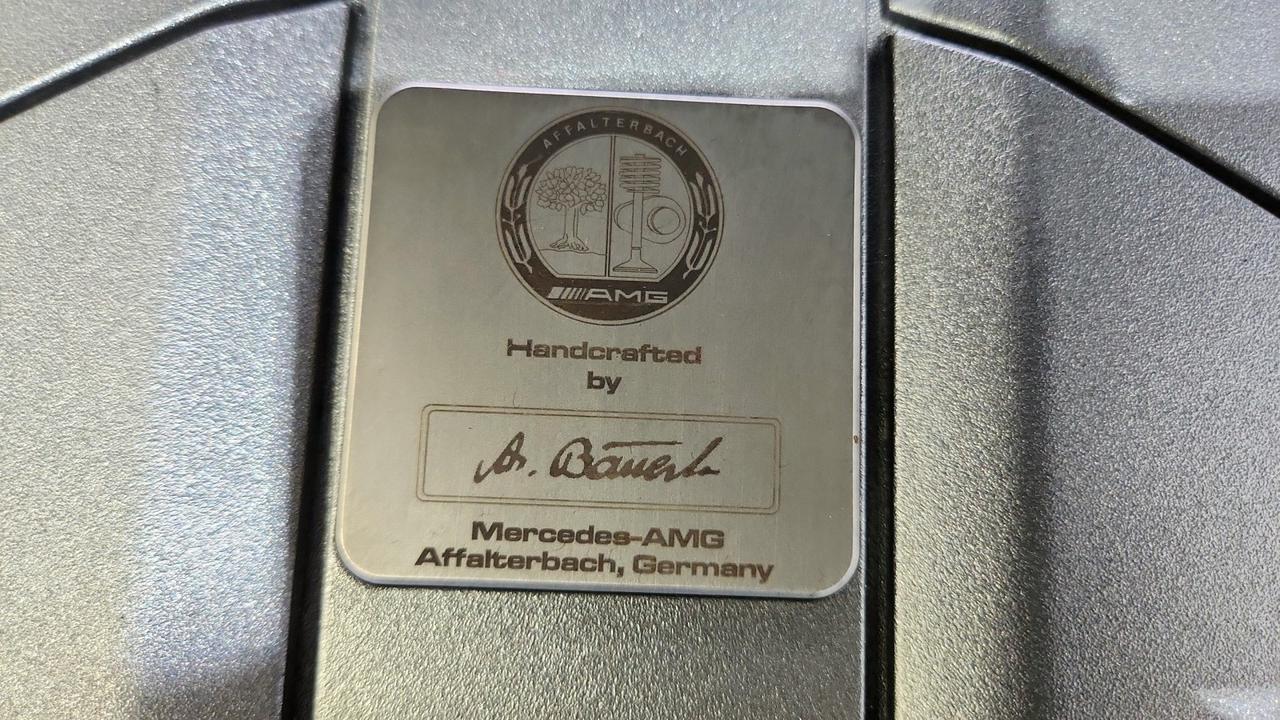 AFFALTERBACH
AMG
Handcrafted
by
Mercedes-AMG
Affalterbach, Germany